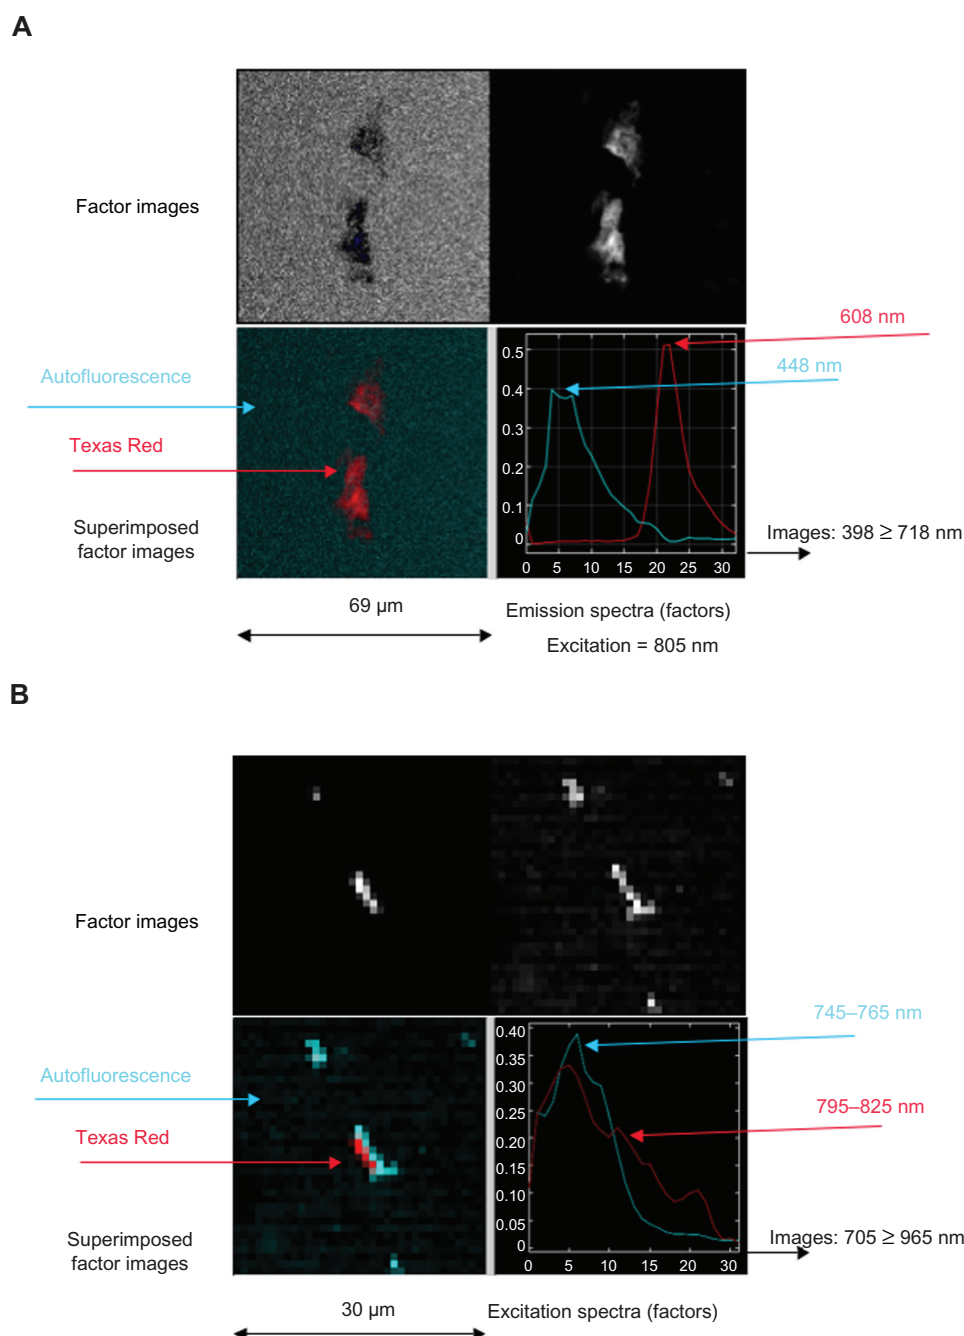 A
Factor images
608 nm
448 nm
Autofluorescence
Texas Red
Superimposed
factor images
0.5
0.4
0.3
0.2
0.1
0
0 5 10 15 20 25 30
Images: 398 ≥ 718 nm
69 µm
Emission spectra (factors)
Excitation = 805 nm
B
Factor images
745–765 nm
795–825 nm
Autofluorescence
Texas Red
Superimposed
factor images
0.40
0.35
0.30
0.25
0.20
0.15
0.10
0.05
0
0 5 10 15 20 25 30
Images: 705 ≥ 965 nm
30 µm
Excitation spectra (factors)